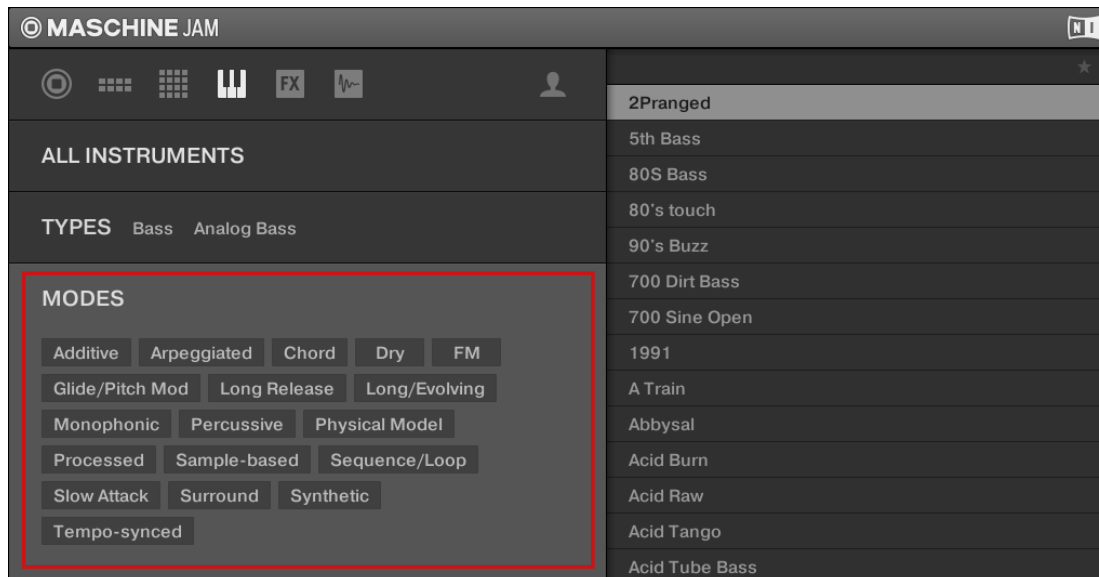 MASCHINE JAM
NI
FX
ALL INSTRUMENTS
TYPES Bass Analog Bass
MODES
Additive Arpeggiated Chord Dry FM
Glide/Pitch Mod Long Release Long/Evolving
Monophonic Percussive Physical Model
Processed Sample-based Sequence/Loop
Slow Attack Surround Synthetic
Tempo-synced
2Pranged
5th Bass
80S Bass
80's touch
90's Buzz
700 Dirt Bass
700 Sine Open
1991
A Train
Abbysal
Acid Burn
Acid Raw
Acid Tango
Acid Tube Bass